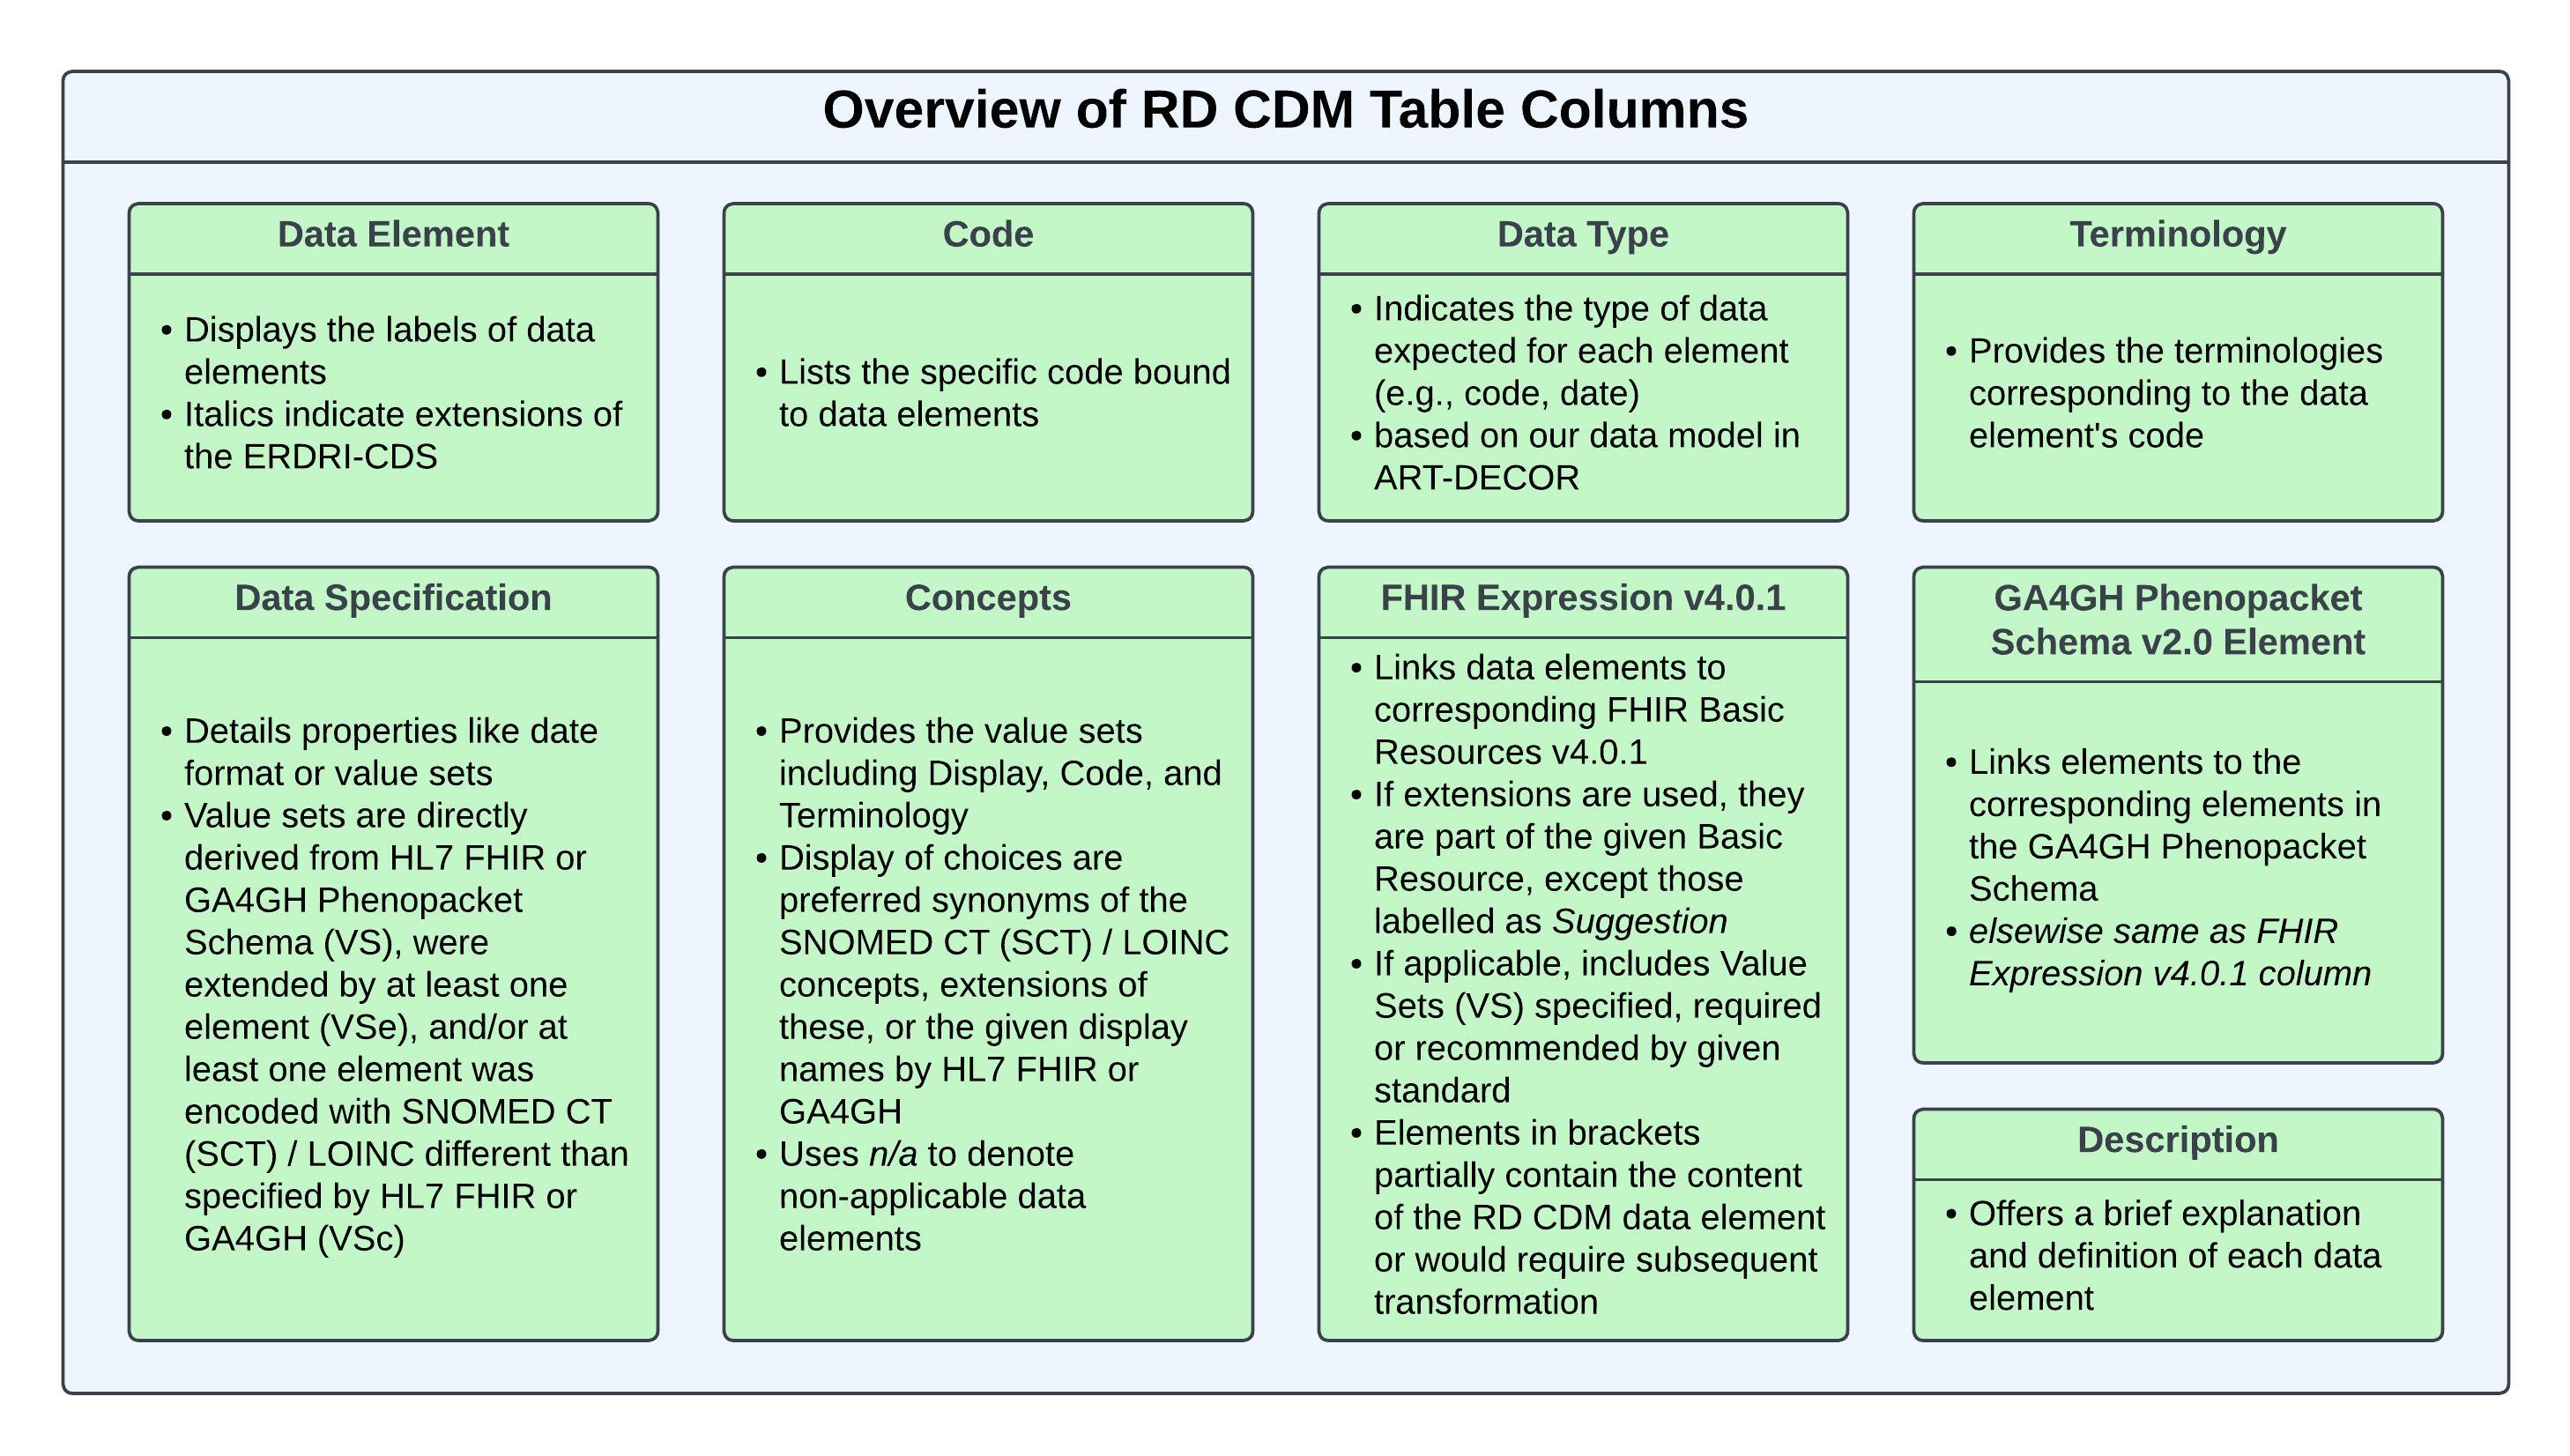 Overview of RD CDM Table Columns
Data Element
• Displays the labels of data
elements
• Italics indicate extensions of
the ERDRI-CDS
Code
• Lists the specific code bound
to data elements
Data Type
• Indicates the type of data
expected for each element
(e.g., code, date)
• based on our data model in
ART-DECOR
Terminology
• Provides the terminologies
corresponding to the data
element's code
Data Specification
• Details properties like date
format or value sets
• Value sets are directly
derived from HL7 FHIR or
GA4GH Phenopacket
Schema (VS), were
extended by at least one
element (VSe), and/or at
least one element was
encoded with SNOMED CT
(SCT) / LOINC different than
specified by HL7 FHIR or
GA4GH (VSc)
Concepts
• Provides the value sets
including Display, Code, and
Terminology
• Display of choices are
preferred synonyms of the
SNOMED CT (SCT) / LOINC
concepts, extensions of
these, or the given display
names by HL7 FHIR or
GA4GH
• Uses n/a to denote
non-applicable data
elements
FHIR Expression v4.0.1
• Links data elements to
corresponding FHIR Basic
Resources v4.0.1
• If extensions are used, they
are part of the given Basic
Resource, except those
labelled as Suggestion
• If applicable, includes Value
Sets (VS) specified, required
or recommended by given
standard
• Elements in brackets
partially contain the content
of the RD CDM data element
or would require subsequent
transformation
GA4GH Phenopacket
Schema v2.0 Element
• Links elements to the
corresponding elements in
the GA4GH Phenopacket
Schema
• elsewise same as FHIR
Expression v4.0.1 column
Description
• Offers a brief explanation
and definition of each data
element